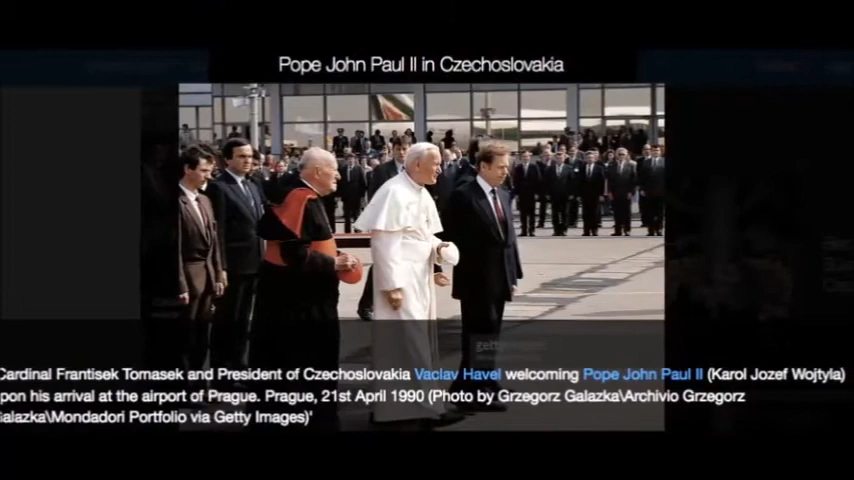 Pope John Paul II in Czechoslovakia
gettyimages
Cardinal Frantisek Tomasek and President of Czechoslovakia Vaclav Havel welcoming Pope John Paul II (Karol Jozef Wojtyla)
pon his arrival at the airport of Prague. Prague, 21st April 1990 (Photo by Grzegorz Galazka\Archivio Grzegorz
Galazka\Mondadori Portfolio via Getty Images)'